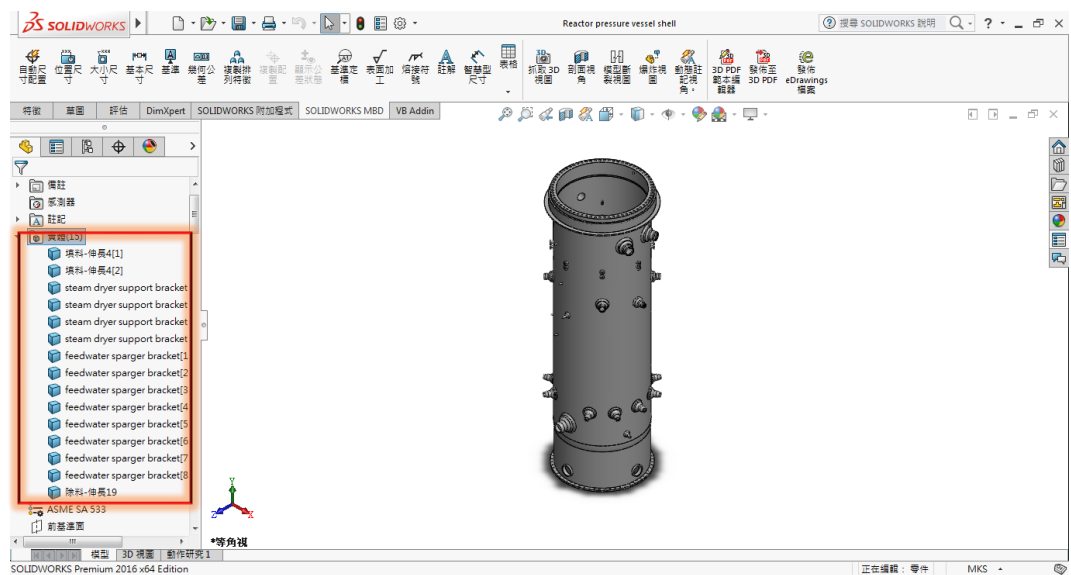 SOLIDWORKS
Reactor pressure vessel shell
搜尋 SOLIDWORKS 說明
自動尺寸配置
位置尺寸
大小尺寸
基本尺寸
基準
幾何公差
複製排列特徵
複製配置
顯示公差狀態
基準定標
表面加工
熔接符號
註解
智慧型尺寸
表格
抓取 3D 視圖
剖面視角
模型斷裂視圖
爆炸視圖
動態註記視角
3D PDF 範本編輯器
發佈至 3D PDF
發佈 eDrawings 檔案
特徵 草圖 評估 DimXpert SOLIDWORKS 附加程式 SOLIDWORKS MBD VB Addin
備註
感測器
註記
實體(15)
填料-伸長4[1]
填料-伸長4[2]
steam dryer support bracket
steam dryer support bracket
steam dryer support bracket
steam dryer support bracket
feedwater sparger bracket[1
feedwater sparger bracket[2
feedwater sparger bracket[3
feedwater sparger bracket[4
feedwater sparger bracket[5
feedwater sparger bracket[6
feedwater sparger bracket[7
feedwater sparger bracket[8
除料-伸長19
ASME SA 533
前基準面
Y
Z X
*等角視
模型 3D 視圖 動作研究 1
SOLIDWORKS Premium 2016 x64 Edition
正在編輯： 零件 MKS